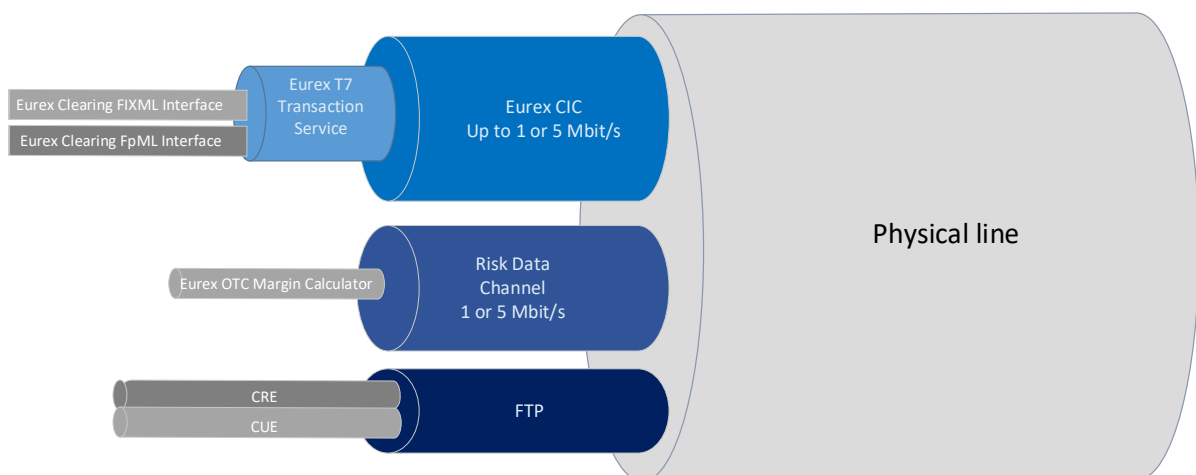 Eurex Clearing FIXML Interface
Eurex Clearing FpML Interface
Eurex T7
Transaction
Service
Eurex CIC
Up to 1 or 5 Mbit/s
Physical line
Eurex OTC Margin Calculator
Risk Data
Channel
1 or 5 Mbit/s
CRE
CUE
FTP